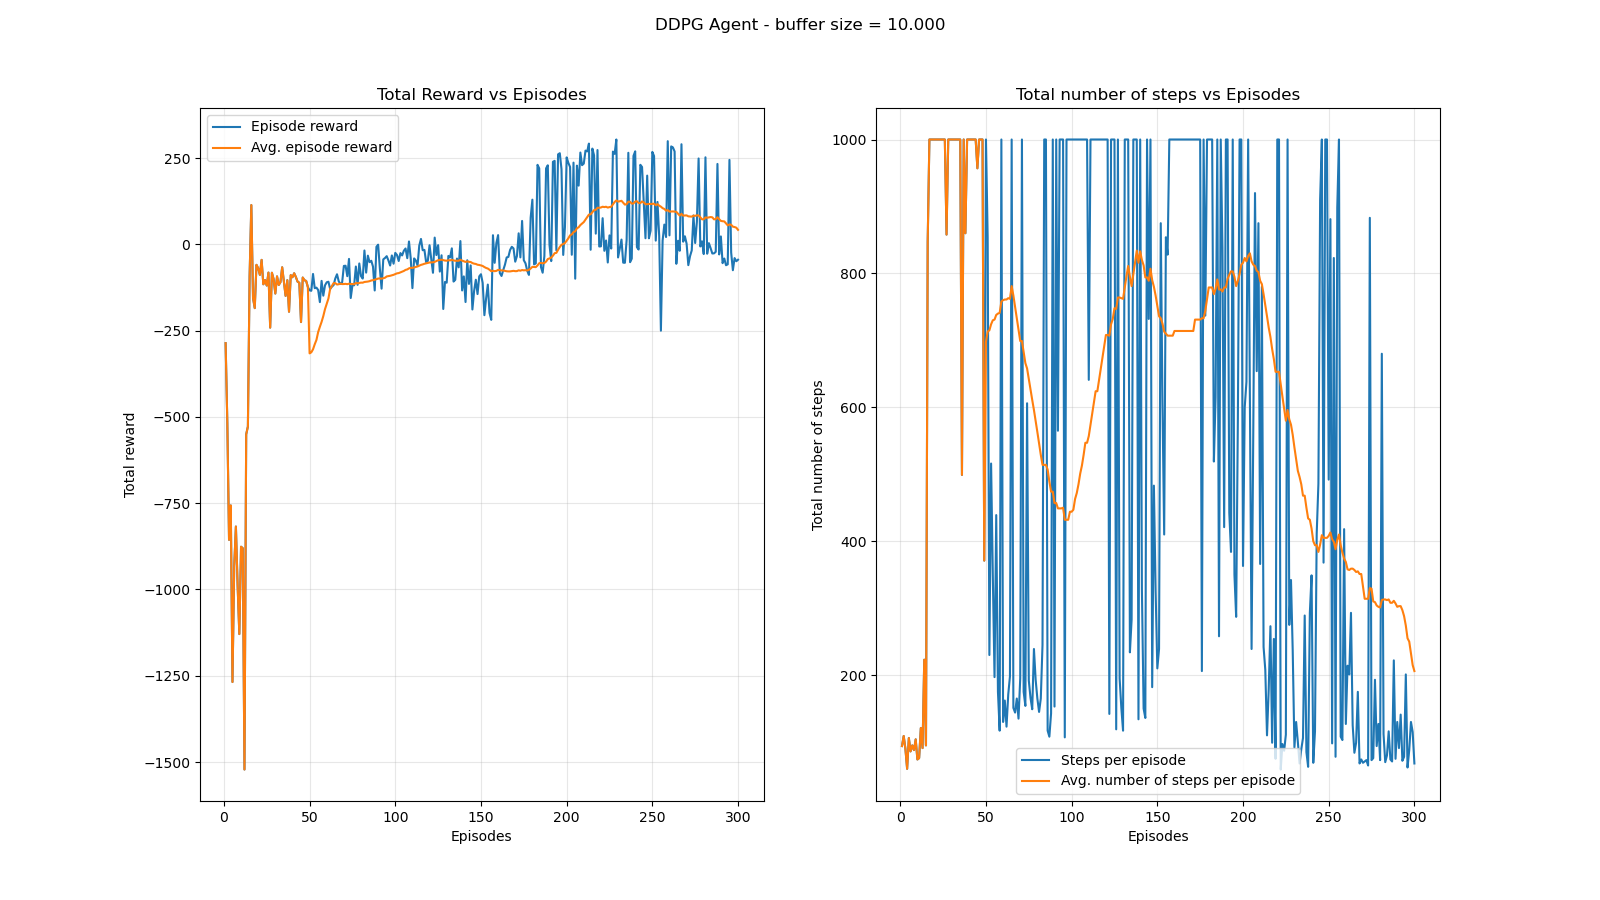 DDPG Agent - buffer size = 10.000
Total Reward vs Episodes
Episode reward
Avg. episode reward
250
0
−250
−500
−750
−1000
−1250
−1500
Total reward
0 50 100 150 200 250 300
Episodes
Total number of steps vs Episodes
1000
800
600
400
200
Total number of steps
Steps per episode
Avg. number of steps per episode
0 50 100 150 200 250 300
Episodes